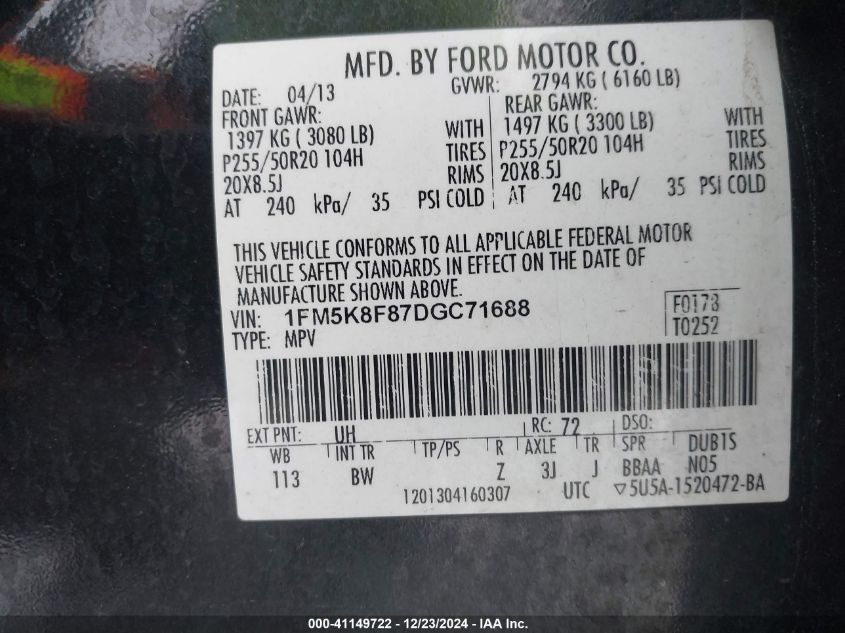 MFD. BY FORD MOTOR CO.
DATE: 04/13 GVWR: 2794 KG ( 6160 LB)
FRONT GAWR: REAR GAWR:
1397 KG ( 3080 LB) WITH 1497 KG ( 3300 LB) WITH
P255/50R20 104H TIRES P255/50R20 104H TIRES
20X8.5J RIMS 20X8.5J RIMS
AT 240 kPa/ 35 PSI COLD AT 240 kPa/ 35 PSI COLD
THIS VEHICLE CONFORMS TO ALL APPLICABLE FEDERAL MOTOR
VEHICLE SAFETY STANDARDS IN EFFECT ON THE DATE OF
MANUFACTURE SHOWN ABOVE.
VIN: 1FM5K8F87DGC71688 F0173
TYPE: MPV T0252
EXT PNT: UH RC: 72 DSO:
WB INT TR TP/PS R AXLE TR SPR DUB1S
113 BW Z 3J J BBAA N05
1201304160307 UTC ▽5U5A-1520472-BA
000-41149722 - 12/23/2024 - IAA Inc.